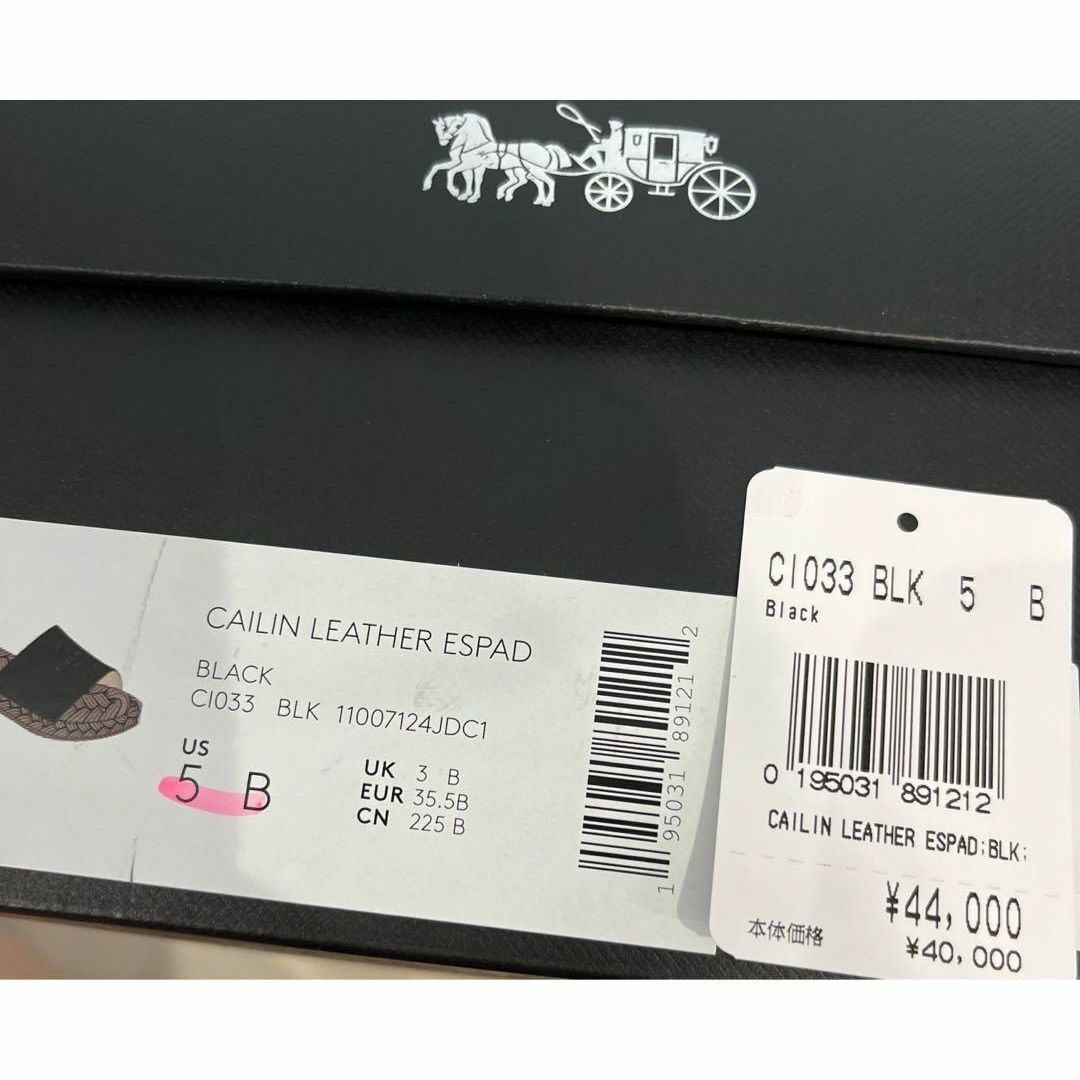 CAILIN LEATHER ESPAD
BLACK
CI033 BLK 11007124JDC1
US
5 B
UK 3 B
EUR 35.5B
CN 225 B
1 95031 89121 2
CI033 BLK 5 B
Black
0 195031 891212
CAILIN LEATHER ESPAD;BLK;
¥44,000
本体価格 ¥40,000